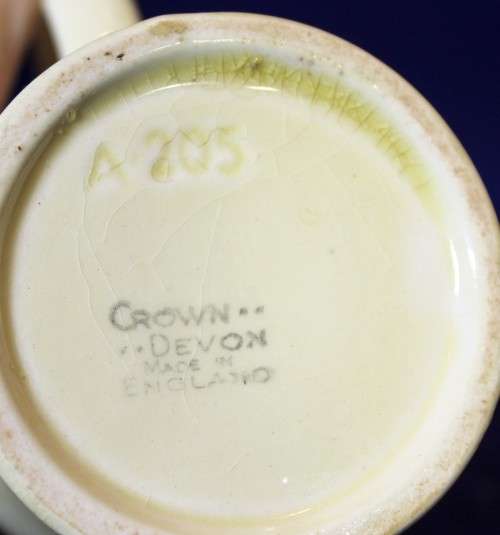 A 205
CROWN ..
.. DEVON
MADE IN
ENGLAND